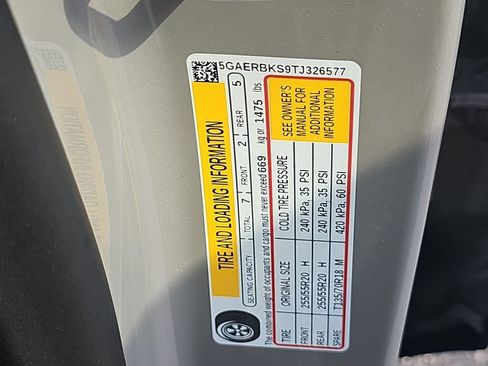 5GAERBKS9TJ326577
TIRE AND LOADING INFORMATION
SEATING CAPACITY: TOTAL 7 FRONT 2 REAR 5
The combined weight of occupants and cargo must never exceed 669 kg or 1475 lbs
TIRE ORIGINAL SIZE COLD TIRE PRESSURE
FRONT 255/55R20 H 240 kPa, 35 PSI
REAR 255/55R20 H 240 kPa, 35 PSI
SPARE T135/70R18 M 420 kPa, 60 PSI
SEE OWNER'S
MANUAL FOR
ADDITIONAL
INFORMATION